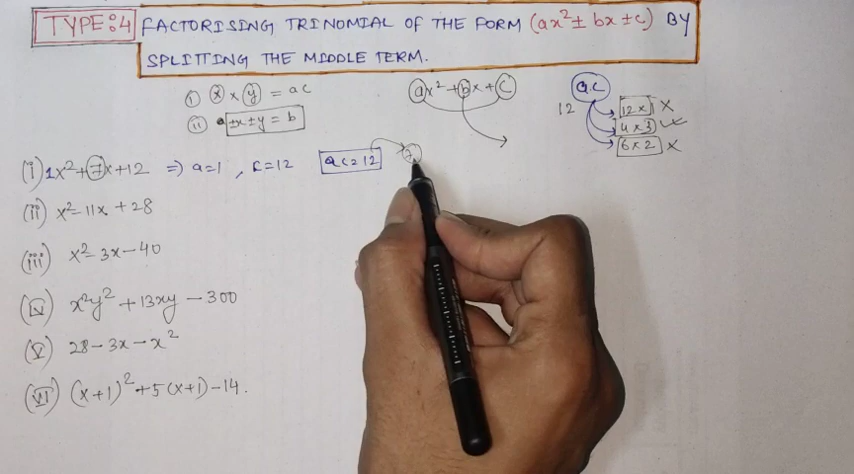 TYPE:4 FACTORISING TRINOMIAL OF THE FORM (ax² ± bx ± c) BY
SPLITTING THE MIDDLE TERM.
(i) x × y = ac
(ii) ±x ± y = b
ax² + bx + c
a.c
12
12 × 1 ×
4 × 3 ✓
6 × 2 ×
(i) 1x² + 7x + 12 ⇒ a=1 , c=12
ac=12
7
(ii) x² - 11x + 28
(iii) x² - 3x - 40
(iv) x²y² + 13xy - 300
(v) 28 - 3x - x²
(vi) (x+1)² + 5(x+1) - 14.